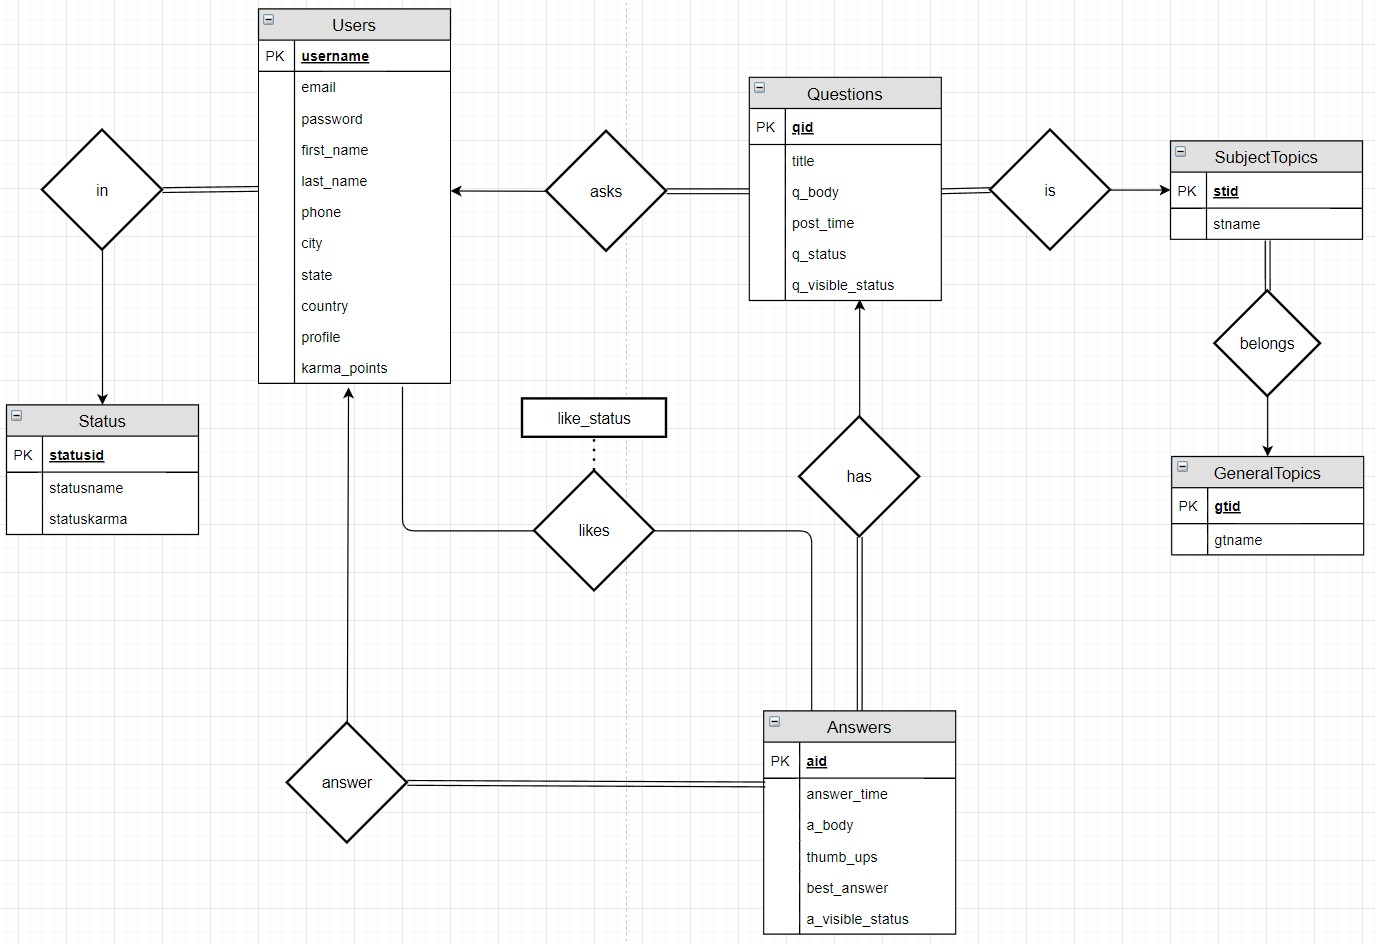 Users
PK username
email
password
first_name
last_name
phone
city
state
country
profile
karma_points
in
Status
PK statusid
statusname
statuskarma
asks
Questions
PK qid
title
q_body
post_time
q_status
q_visible_status
is
SubjectTopics
PK stid
stname
belongs
GeneralTopics
PK gtid
gtname
like_status
likes
has
answer
Answers
PK aid
answer_time
a_body
thumb_ups
best_answer
a_visible_status